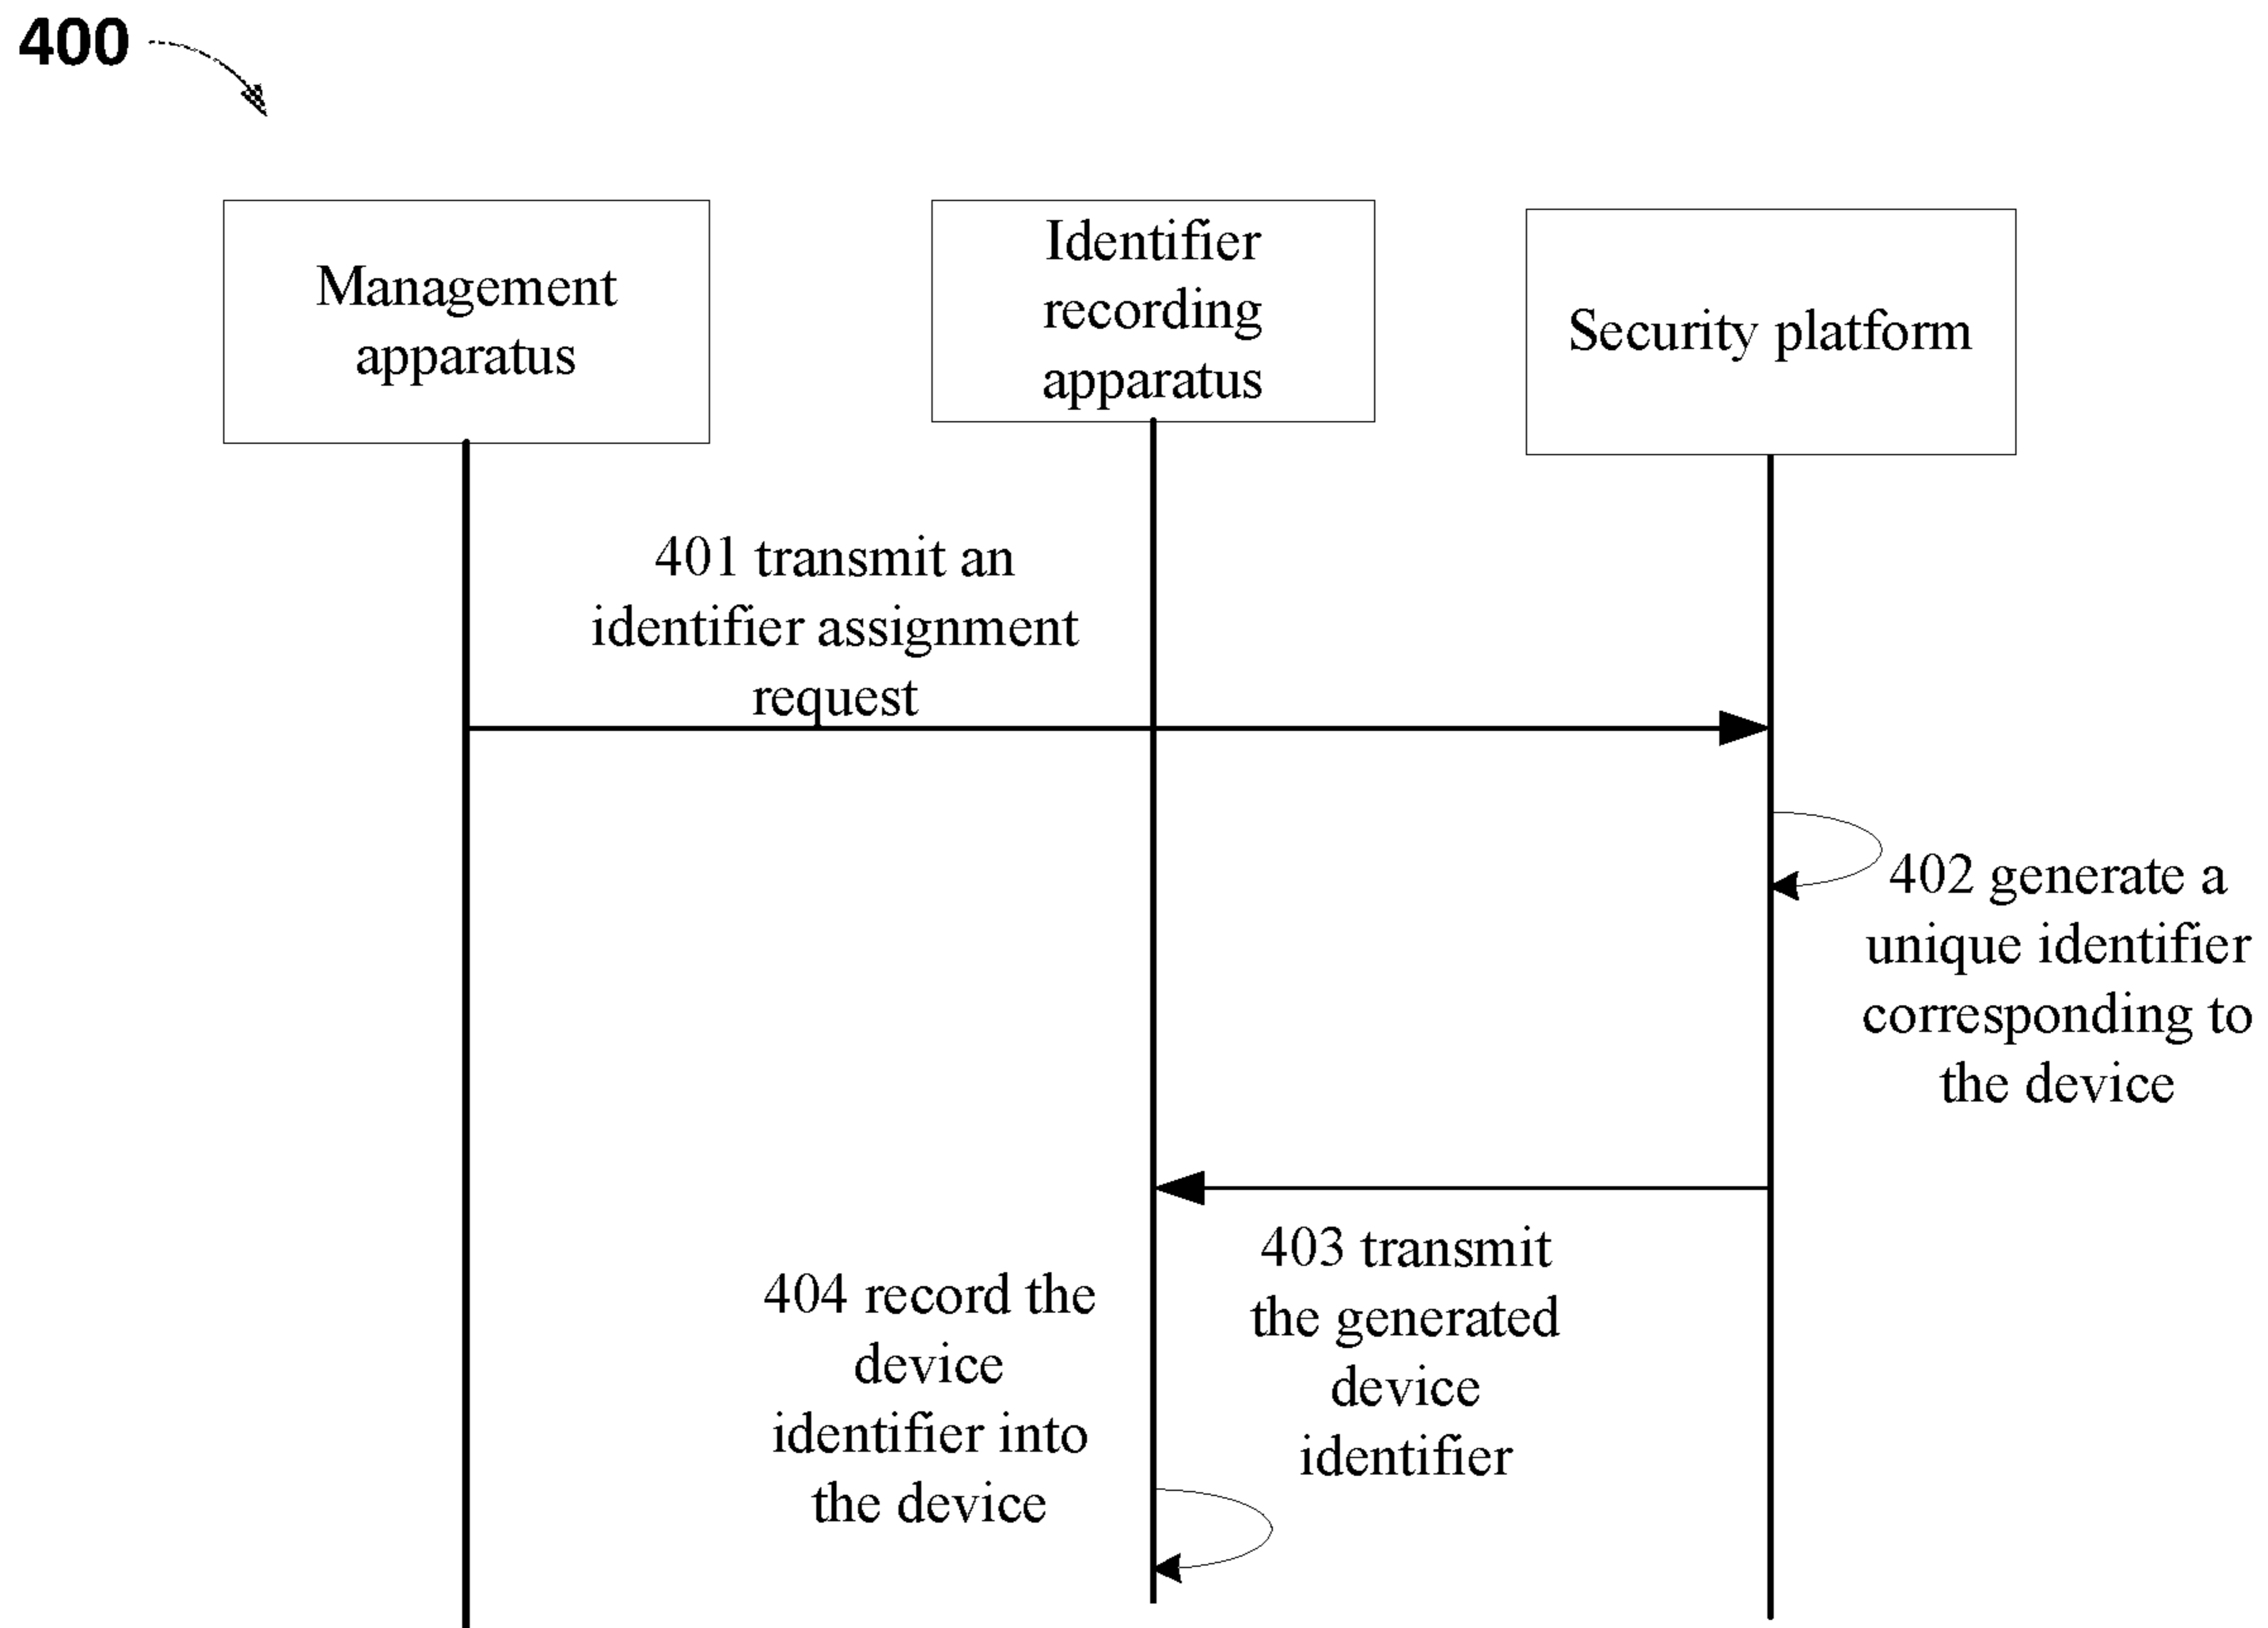 400
Management
apparatus
Identifier
recording
apparatus
Security platform
401 transmit an
identifier assignment
request
402 generate a
unique identifier
corresponding to
the device
403 transmit
the generated
device
identifier
404 record the
device
identifier into
the device